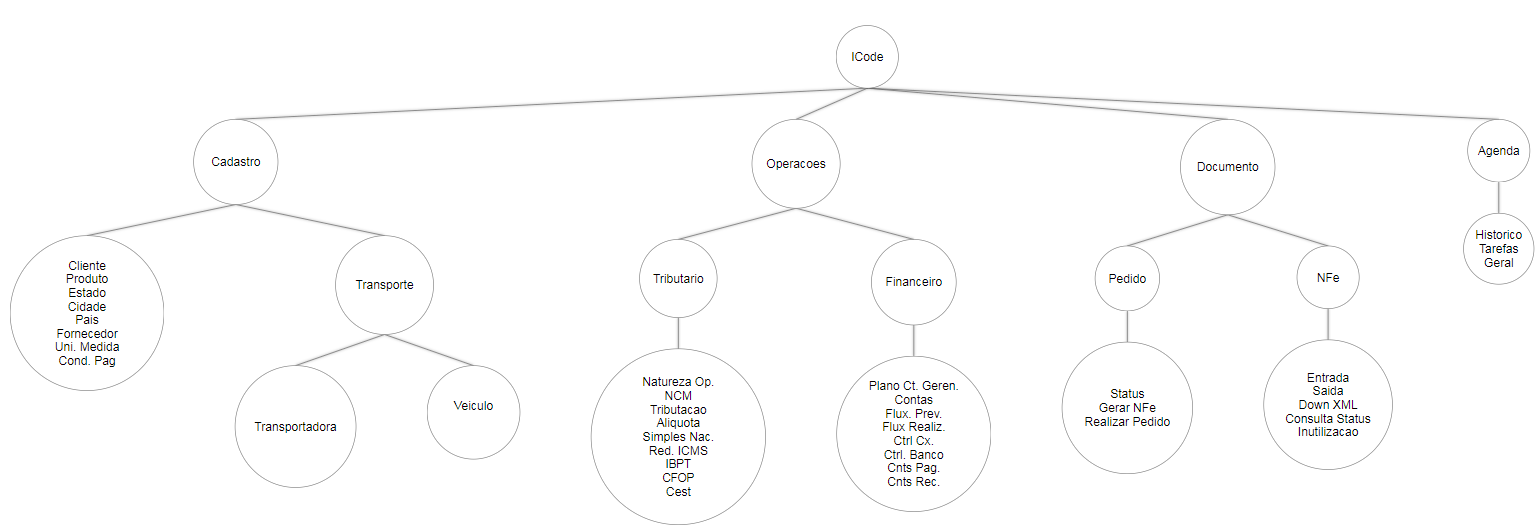 ICode
Cadastro
Operacoes
Documento
Agenda
Cliente
Produto
Estado
Cidade
Pais
Fornecedor
Uni. Medida
Cond. Pag
Transporte
Transportadora
Veiculo
Tributario
Natureza Op.
NCM
Tributacao
Aliquota
Simples Nac.
Red. ICMS
IBPT
CFOP
Cest
Financeiro
Plano Ct. Geren.
Contas
Flux. Prev.
Flux Realiz.
Ctrl Cx.
Ctrl. Banco
Cnts Pag.
Cnts Rec.
Pedido
Status
Gerar NFe
Realizar Pedido
NFe
Entrada
Saida
Down XML
Consulta Status
Inutilizacao
Historico
Tarefas
Geral